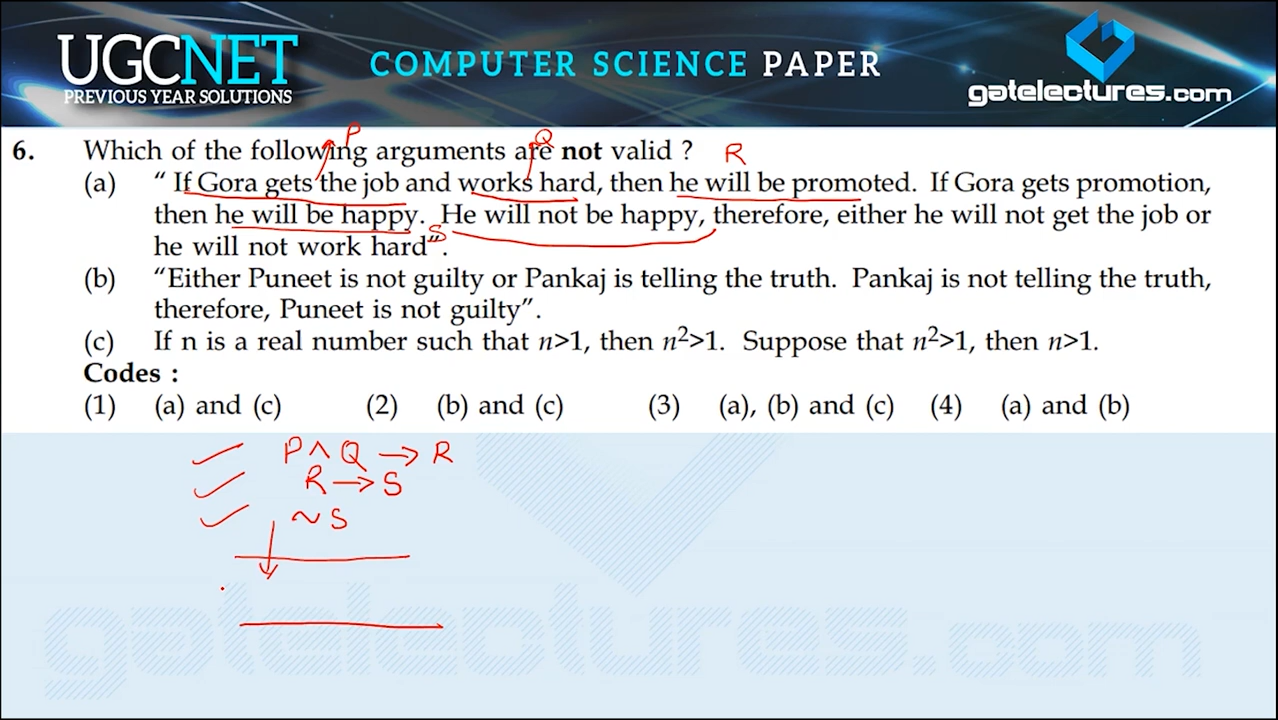 UGCNET
PREVIOUS YEAR SOLUTIONS
COMPUTER SCIENCE PAPER
gatelectures.com
P Q R
6. Which of the following arguments are not valid ?
(a) “ If Gora gets the job and works hard, then he will be promoted. If Gora gets promotion,
then he will be happy. He will not be happy, therefore, either he will not get the job or
S
he will not work hard”.
(b) “Either Puneet is not guilty or Pankaj is telling the truth. Pankaj is not telling the truth,
therefore, Puneet is not guilty”.
(c) If n is a real number such that n>1, then n²>1. Suppose that n²>1, then n>1.
Codes :
(1) (a) and (c) (2) (b) and (c) (3) (a), (b) and (c) (4) (a) and (b)
✓ P ∧ Q → R
✓ R → S
✓ ~ S
gatelectures.com